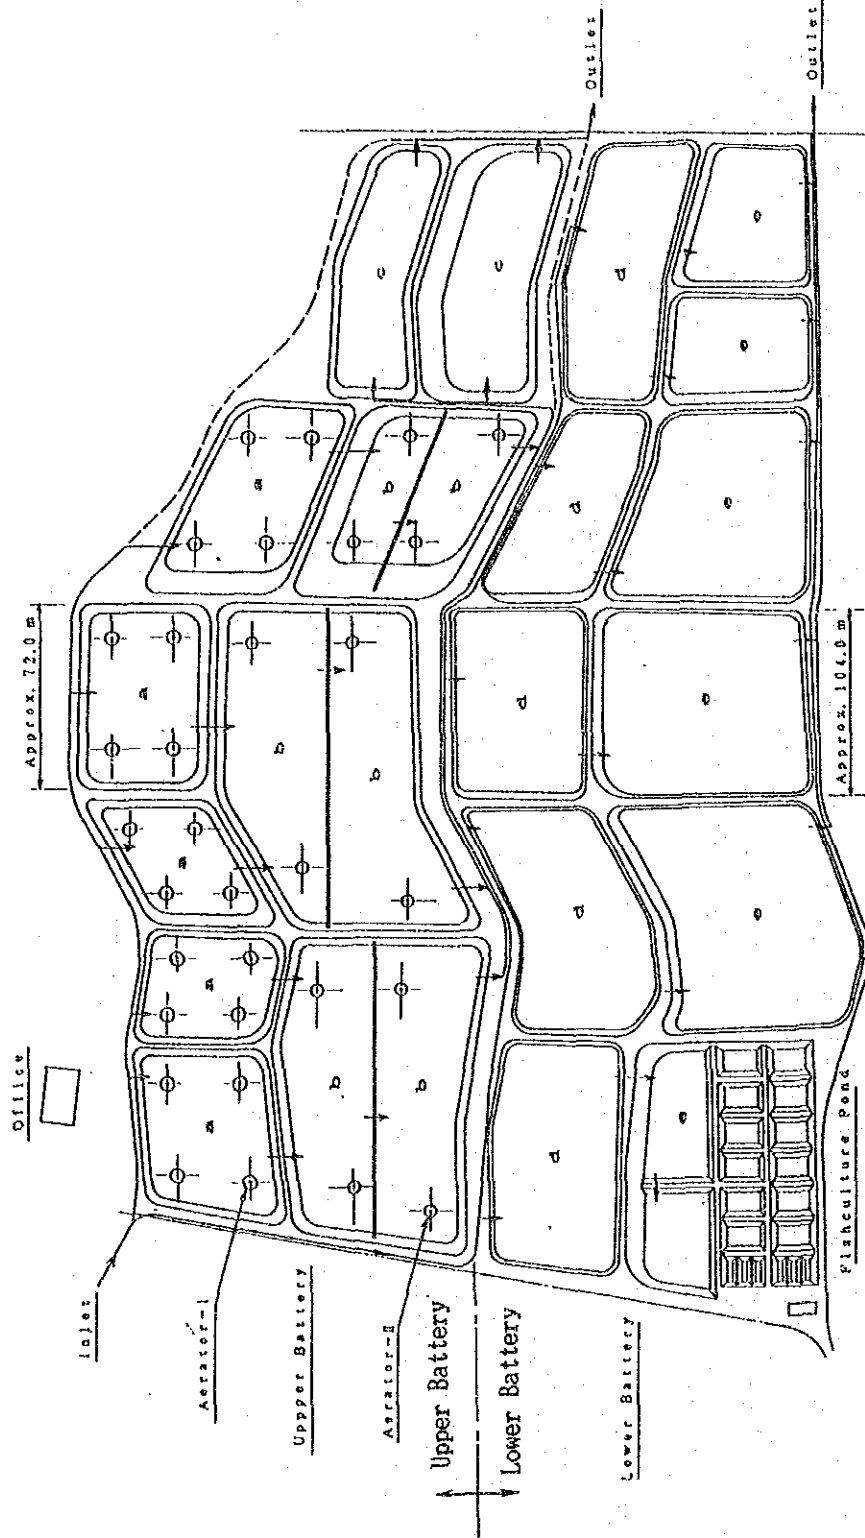 Office
Inlet
Aerator-I
Uppper Battery
Aerator-II
Upper Battery
Lower Battery
Lower Battery
Fishculture Pond
Approx. 72.0 m
Approx. 104.0 m
Outlet
Outlet
a
a
a
a
a
b
b
b
b
b
b
c
c
d
d
d
d
d
e
e
e
e
e
e